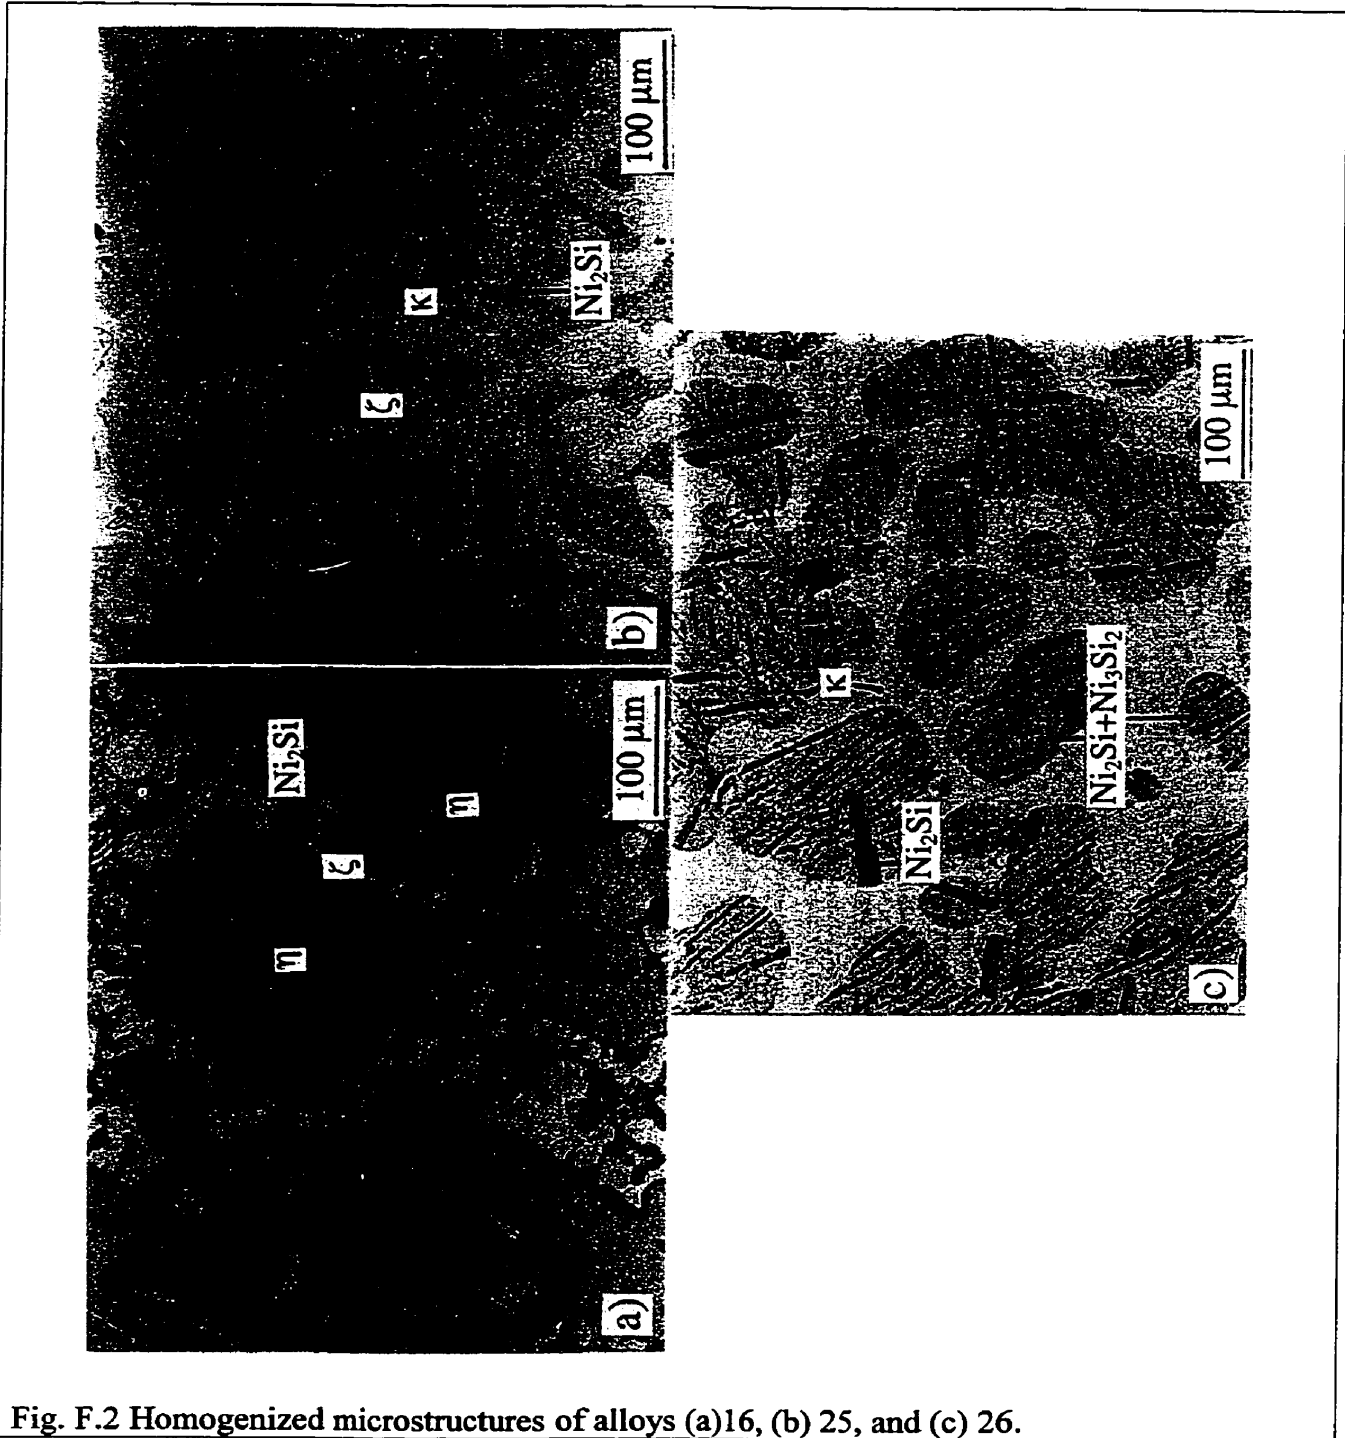 a)
η
ζ
η
Ni₂Si
100 μm
b)
ζ
κ
Ni₂Si
100 μm
c)
Ni₂Si
κ
Ni₂Si+Ni₃Si₂
100 μm
Fig. F.2 Homogenized microstructures of alloys (a)16, (b) 25, and (c) 26.